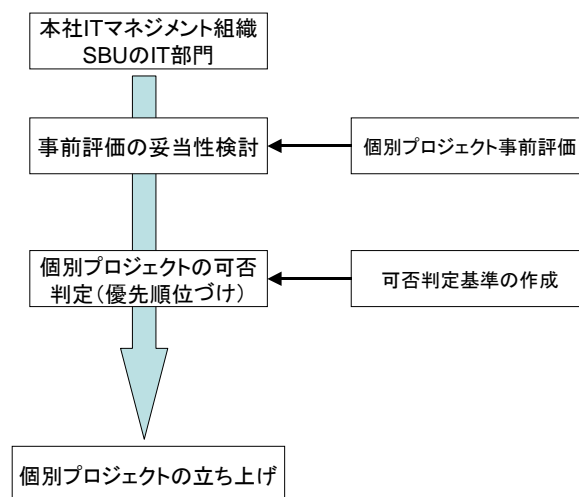 本社ITマネジメント組織
SBUのIT部門
事前評価の妥当性検討
個別プロジェクト事前評価
個別プロジェクトの可否
判定(優先順位づけ)
可否判定基準の作成
個別プロジェクトの立ち上げ